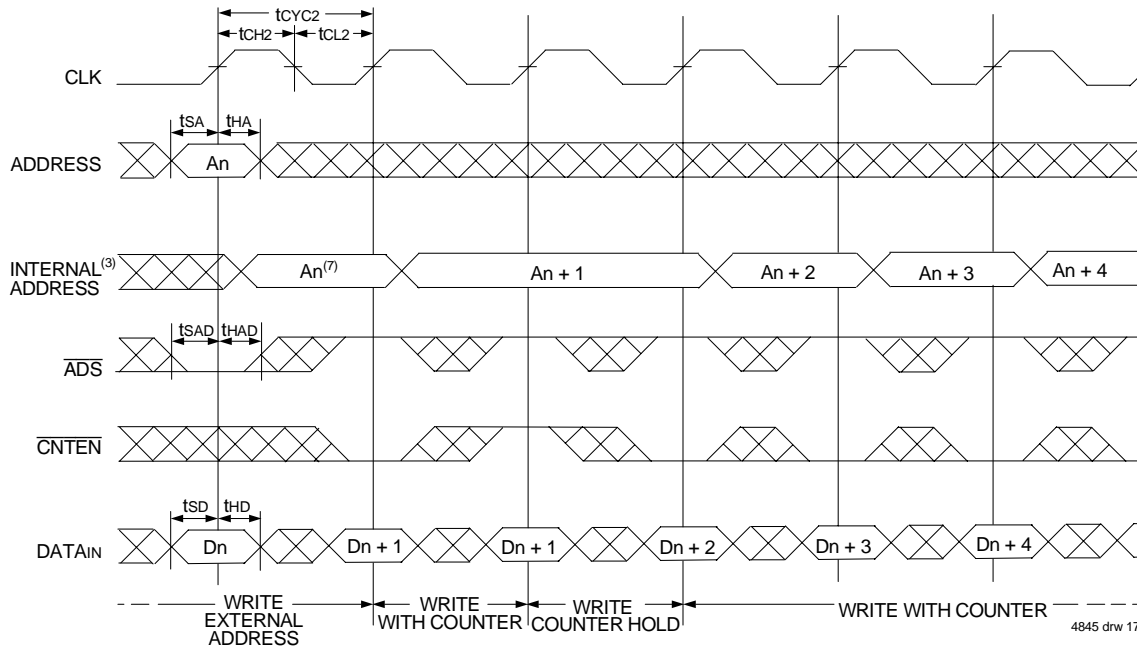 tCYC2
tCH2 tCL2
CLK
tSA tHA
ADDRESS An
INTERNAL(3) ADDRESS An(7) An + 1 An + 2 An + 3 An + 4
tSAD tHAD
ADS
CNTEN
tSD tHD
DATAIN Dn Dn + 1 Dn + 1 Dn + 2 Dn + 3 Dn + 4
WRITE EXTERNAL ADDRESS
WRITE WITH COUNTER
WRITE COUNTER HOLD
WRITE WITH COUNTER
4845 drw 17